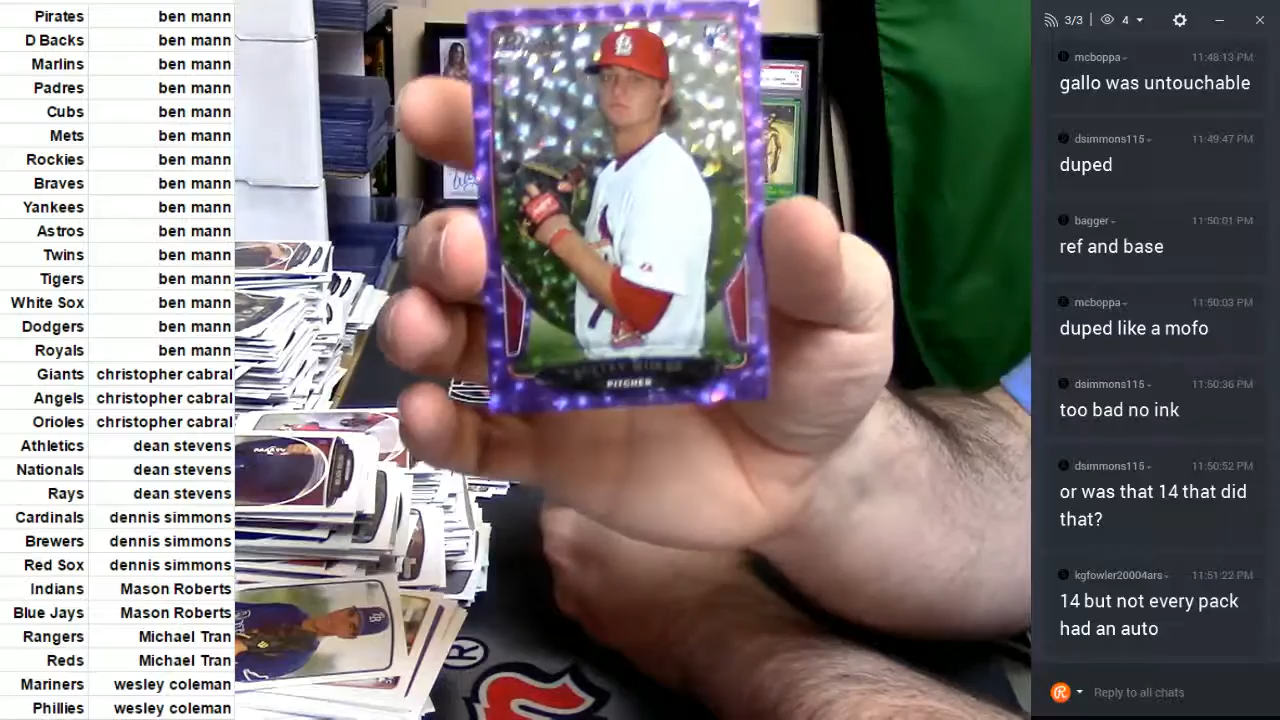 Pirates ben mann
D Backs ben mann
Marlins ben mann
Padres ben mann
Cubs ben mann
Mets ben mann
Rockies ben mann
Braves ben mann
Yankees ben mann
Astros ben mann
Twins ben mann
Tigers ben mann
White Sox ben mann
Dodgers ben mann
Royals ben mann
Giants christopher cabral
Angels christopher cabral
Orioles christopher cabral
Athletics dean stevens
Nationals dean stevens
Rays dean stevens
Cardinals dennis simmons
Brewers dennis simmons
Red Sox dennis simmons
Indians Mason Roberts
Blue Jays Mason Roberts
Rangers Michael Tran
Reds Michael Tran
Mariners wesley coleman
Phillies wesley coleman
PITCHER
3/3 4
mcboppa 11:48:13 PM
gallo was untouchable
dsimmons115 11:49:47 PM
duped
bagger 11:50:01 PM
ref and base
mcboppa 11:50:03 PM
duped like a mofo
dsimmons115 11:50:36 PM
too bad no ink
dsimmons115 11:50:52 PM
or was that 14 that did
that?
kgfowler20004ars 11:51:22 PM
14 but not every pack
had an auto
Reply to all chats